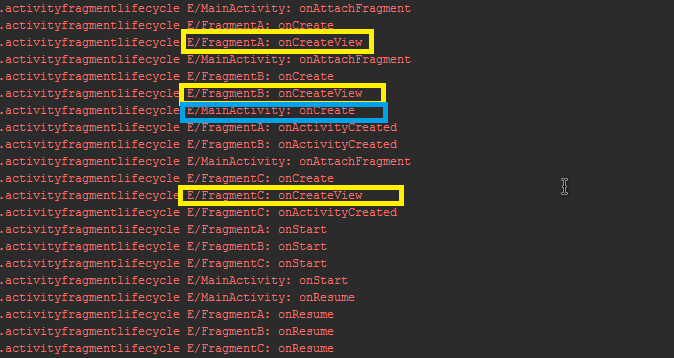 .activityfragmentlifecycle E/MainActivity: onAttachFragment
.activityfragmentlifecycle E/FragmentA: onCreate
.activityfragmentlifecycle E/FragmentA: onCreateView
.activityfragmentlifecycle E/MainActivity: onAttachFragment
.activityfragmentlifecycle E/FragmentB: onCreate
.activityfragmentlifecycle E/FragmentB: onCreateView
.activityfragmentlifecycle E/MainActivity: onCreate
.activityfragmentlifecycle E/FragmentA: onActivityCreated
.activityfragmentlifecycle E/FragmentB: onActivityCreated
.activityfragmentlifecycle E/MainActivity: onAttachFragment
.activityfragmentlifecycle E/FragmentC: onCreate
.activityfragmentlifecycle E/FragmentC: onCreateView
.activityfragmentlifecycle E/FragmentC: onActivityCreated
.activityfragmentlifecycle E/FragmentA: onStart
.activityfragmentlifecycle E/FragmentB: onStart
.activityfragmentlifecycle E/FragmentC: onStart
.activityfragmentlifecycle E/MainActivity: onStart
.activityfragmentlifecycle E/MainActivity: onResume
.activityfragmentlifecycle E/FragmentA: onResume
.activityfragmentlifecycle E/FragmentB: onResume
.activityfragmentlifecycle E/FragmentC: onResume